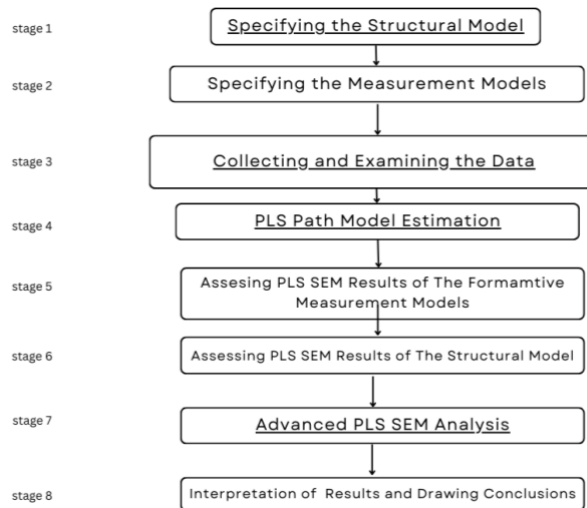 stage 1
Specifying the Structural Model
stage 2
Specifying the Measurement Models
stage 3
Collecting and Examining the Data
stage 4
PLS Path Model Estimation
stage 5
Assesing PLS SEM Results of The Formamtive
Measurement Models
stage 6
Assessing PLS SEM Results of The Structural Model
stage 7
Advanced PLS SEM Analysis
stage 8
Interpretation of Results and Drawing Conclusions